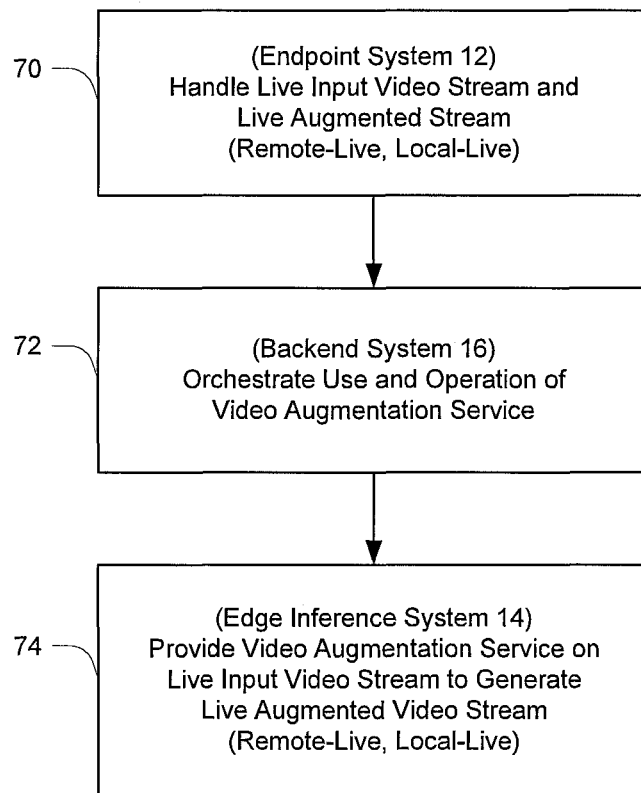 70
(Endpoint System 12)
Handle Live Input Video Stream and
Live Augmented Stream
(Remote-Live, Local-Live)
72
(Backend System 16)
Orchestrate Use and Operation of
Video Augmentation Service
74
(Edge Inference System 14)
Provide Video Augmentation Service on
Live Input Video Stream to Generate
Live Augmented Video Stream
(Remote-Live, Local-Live)